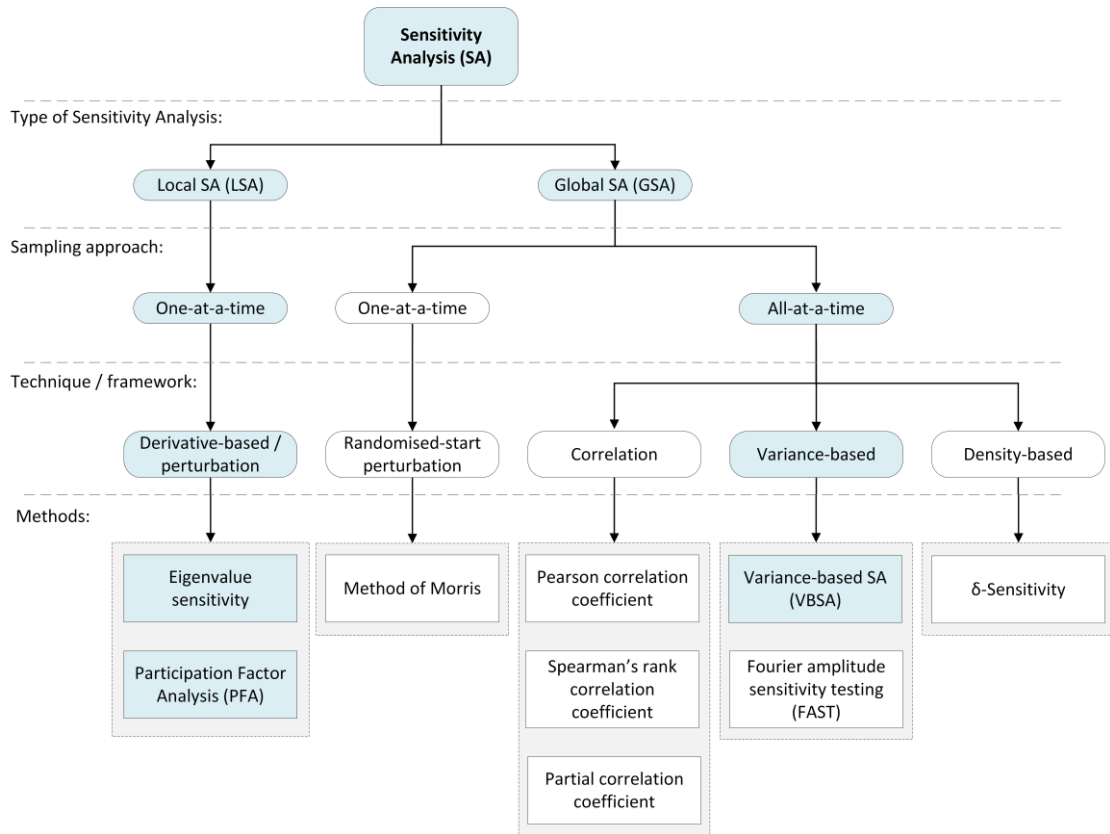 Sensitivity
Analysis (SA)
Type of Sensitivity Analysis:
Local SA (LSA)
Global SA (GSA)
Sampling approach:
One-at-a-time
One-at-a-time
All-at-a-time
Technique / framework:
Derivative-based /
perturbation
Randomised-start
perturbation
Correlation
Variance-based
Density-based
Methods:
Eigenvalue
sensitivity
Participation Factor
Analysis (PFA)
Method of Morris
Pearson correlation
coefficient
Spearman’s rank
correlation
coefficient
Partial correlation
coefficient
Variance-based SA
(VBSA)
Fourier amplitude
sensitivity testing
(FAST)
δ-Sensitivity